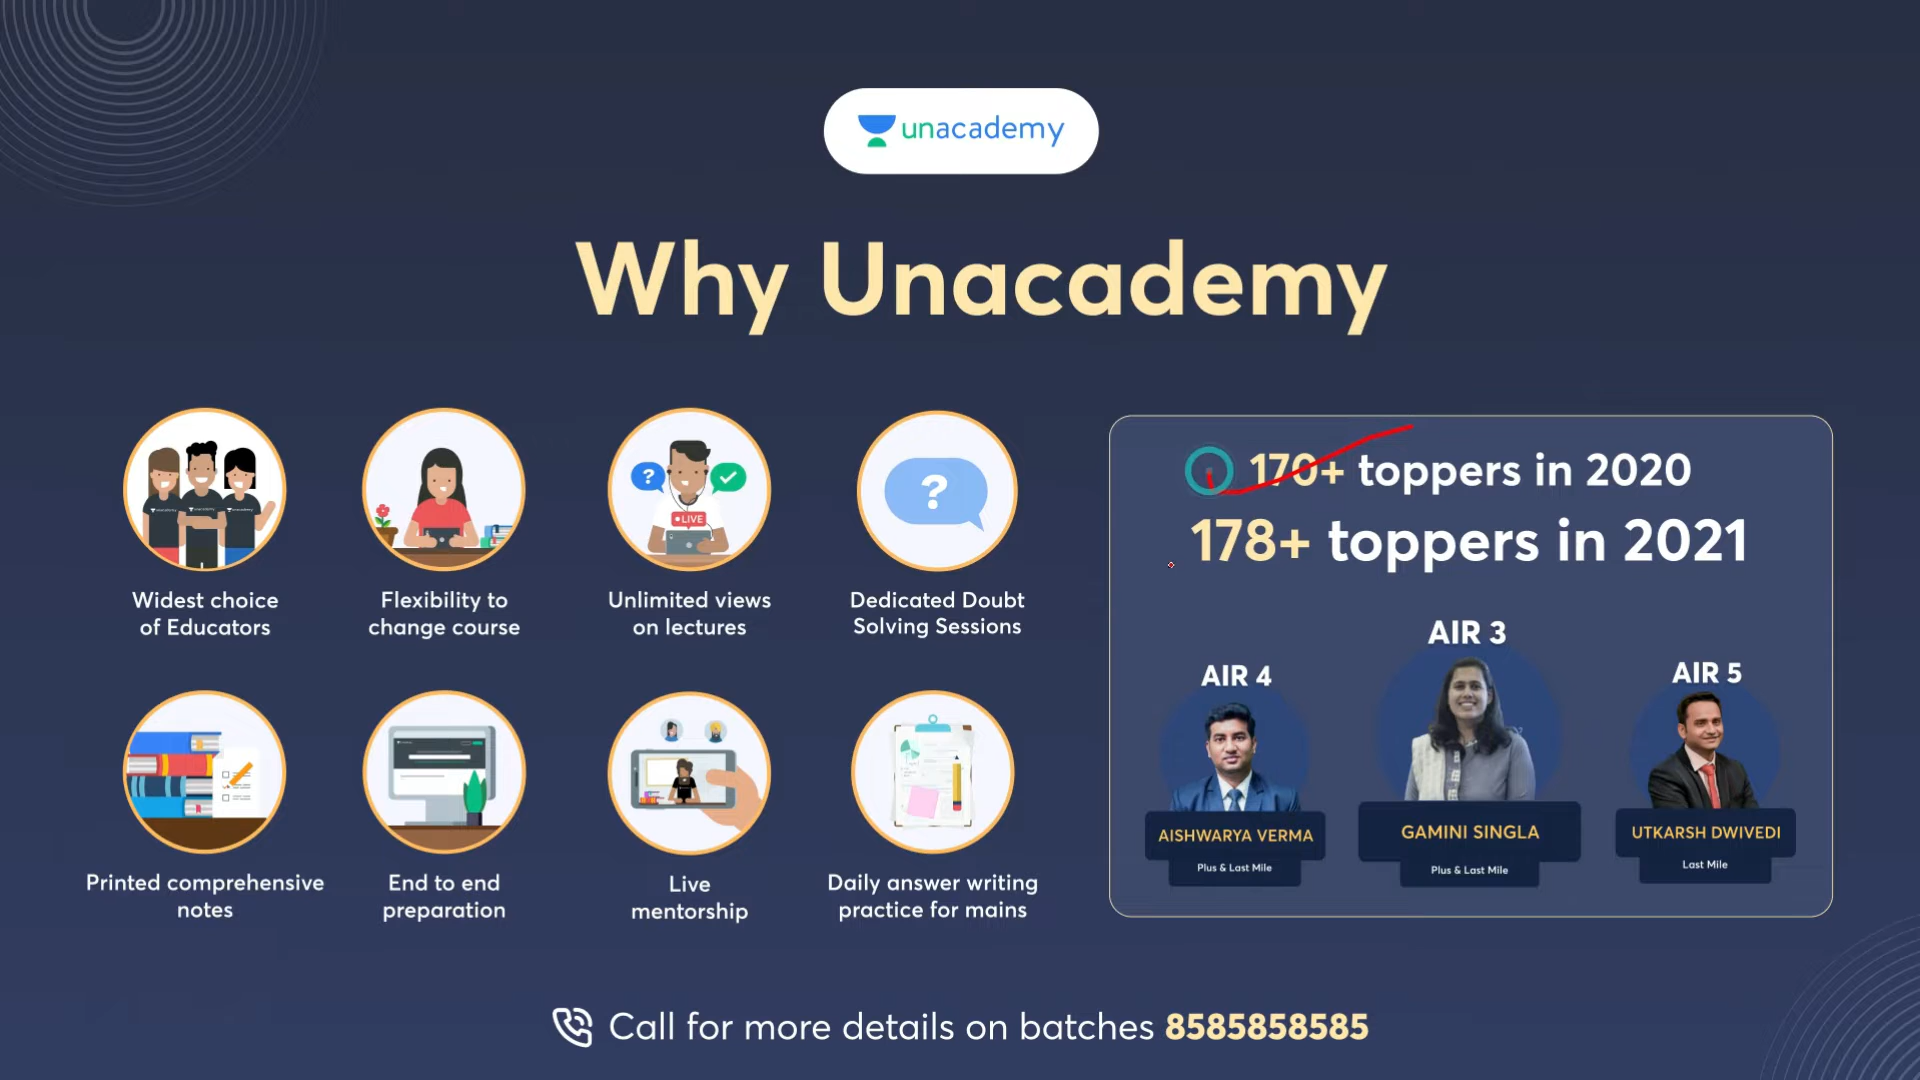 unacademy
Why Unacademy
Widest choice
of Educators
Flexibility to
change course
LIVE
Unlimited views
on lectures
?
Dedicated Doubt
Solving Sessions
Printed comprehensive
notes
End to end
preparation
Live
mentorship
Daily answer writing
practice for mains
170+ toppers in 2020
178+ toppers in 2021
AIR 4
AISHWARYA VERMA
Plus & Last Mile
AIR 3
GAMINI SINGLA
Plus & Last Mile
AIR 5
UTKARSH DWIVEDI
Last Mile
Call for more details on batches 8585858585